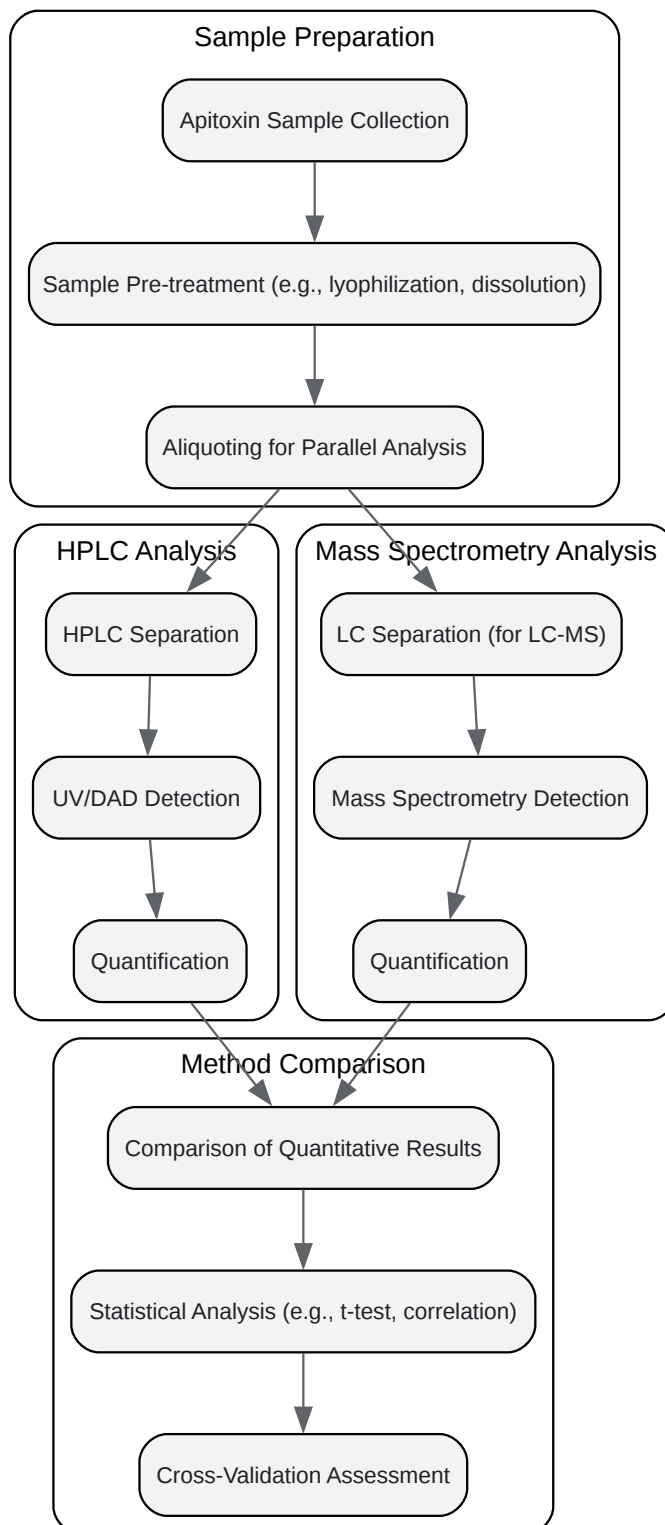 Sample Preparation
Apitoxin Sample Collection
Sample Pre-treatment (e.g., lyophilization, dissolution)
Aliquoting for Parallel Analysis
HPLC Analysis
HPLC Separation
UV/DAD Detection
Quantification
Mass Spectrometry Analysis
LC Separation (for LC-MS)
Mass Spectrometry Detection
Quantification
Method Comparison
Comparison of Quantitative Results
Statistical Analysis (e.g., t-test, correlation)
Cross-Validation Assessment